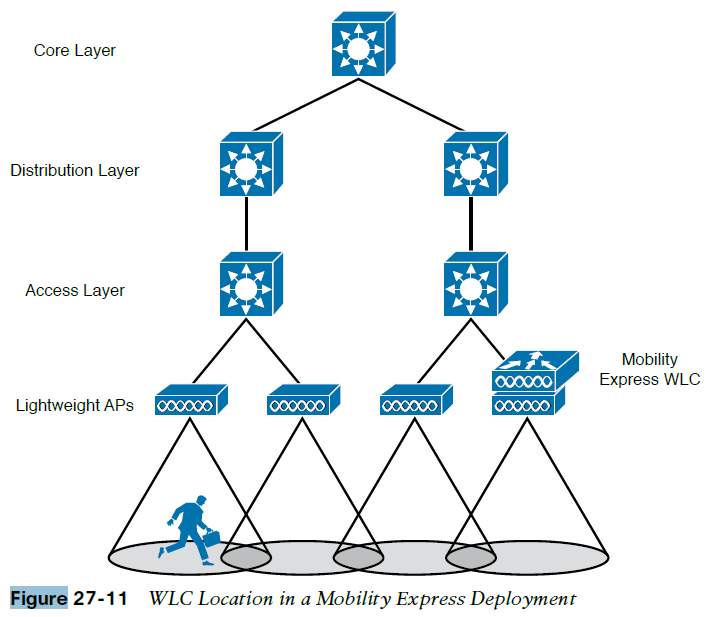 Core Layer
Distribution Layer
Access Layer
Mobility
Express WLC
Lightweight APs
Figure 27-11 WLC Location in a Mobility Express Deployment